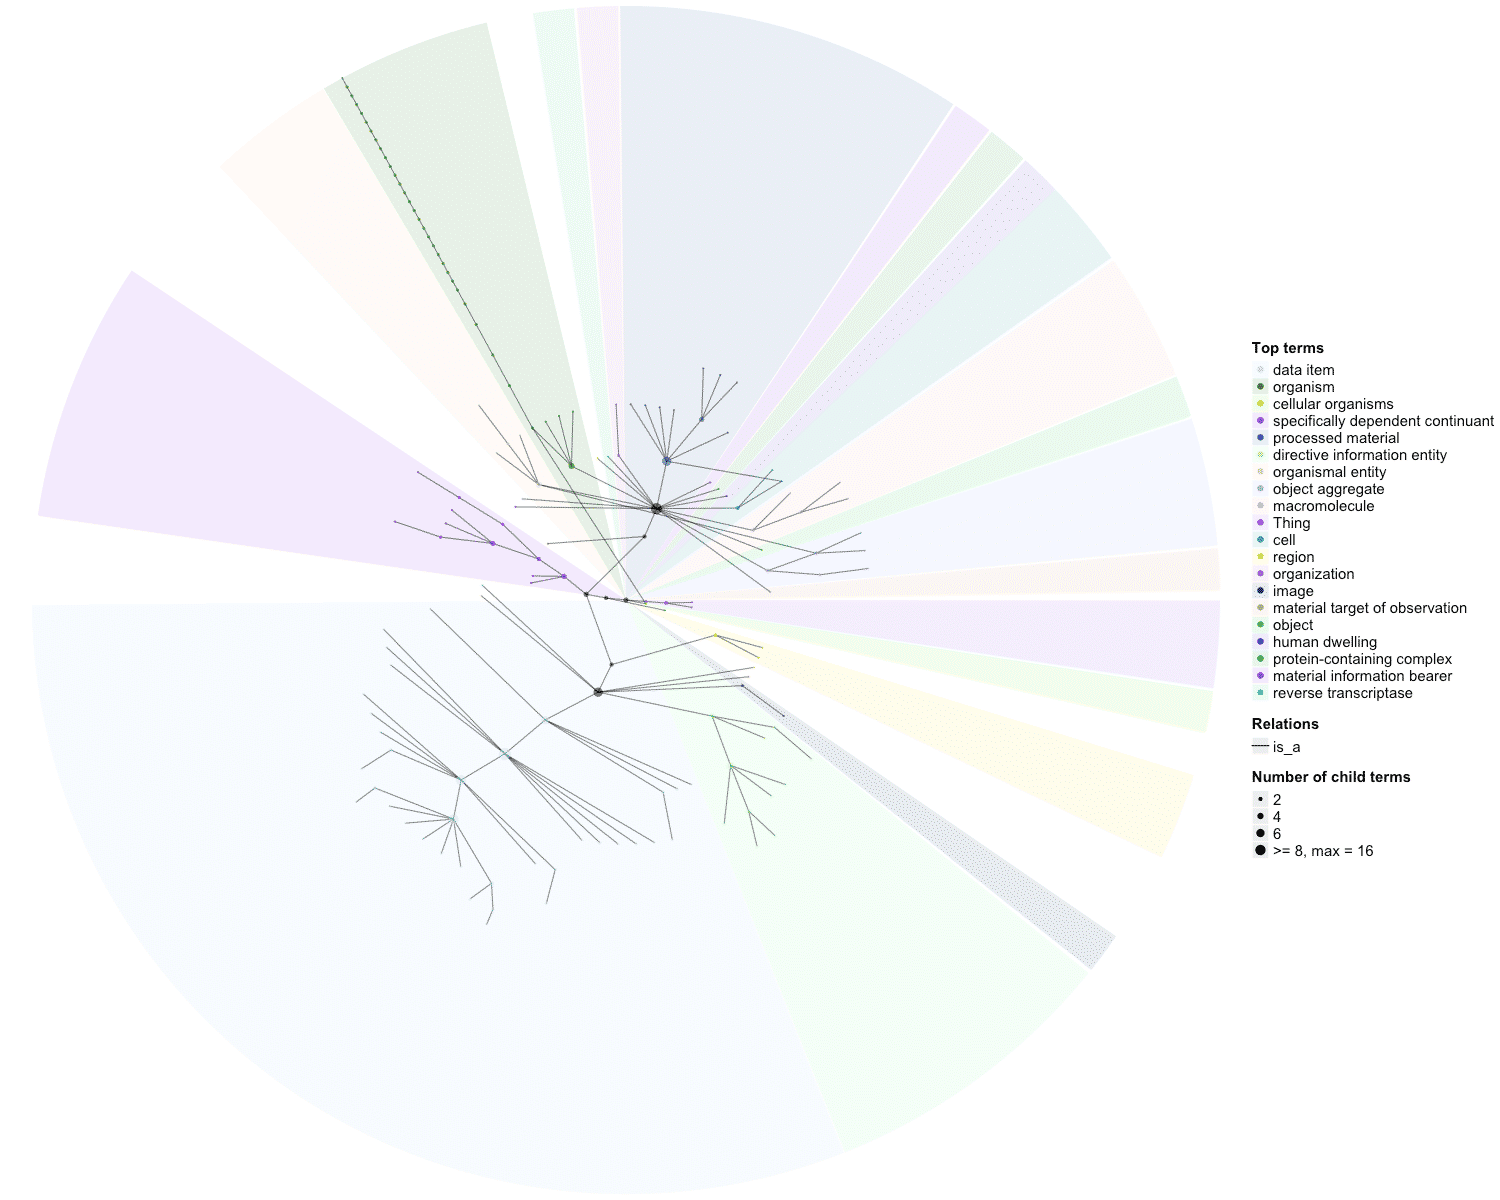 Top terms
data item
organism
cellular organisms
specifically dependent continuant
processed material
directive information entity
organismal entity
object aggregate
macromolecule
Thing
cell
region
organization
image
material target of observation
object
human dwelling
protein-containing complex
material information bearer
reverse transcriptase
Relations
is_a
Number of child terms
2
4
6
>= 8, max = 16